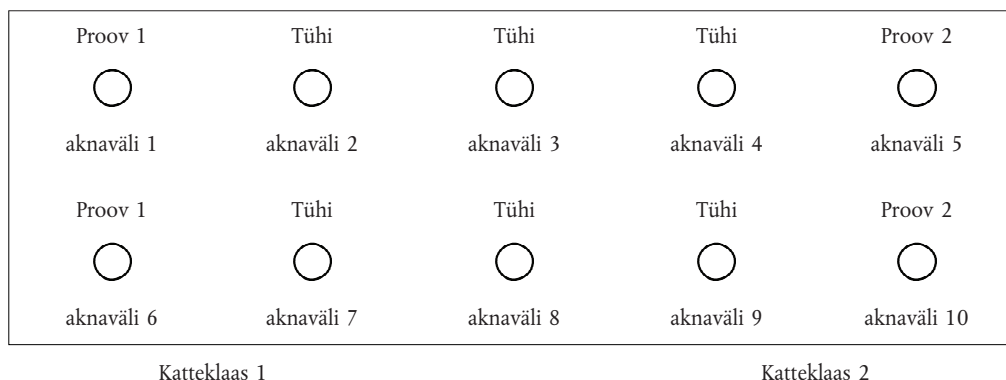 Proov 1 Tühi Tühi Tühi Proov 2
aknaväli 1 aknaväli 2 aknaväli 3 aknaväli 4 aknaväli 5
Proov 1 Tühi Tühi Tühi Proov 2
aknaväli 6 aknaväli 7 aknaväli 8 aknaväli 9 aknaväli 10
Katteklaas 1 Katteklaas 2